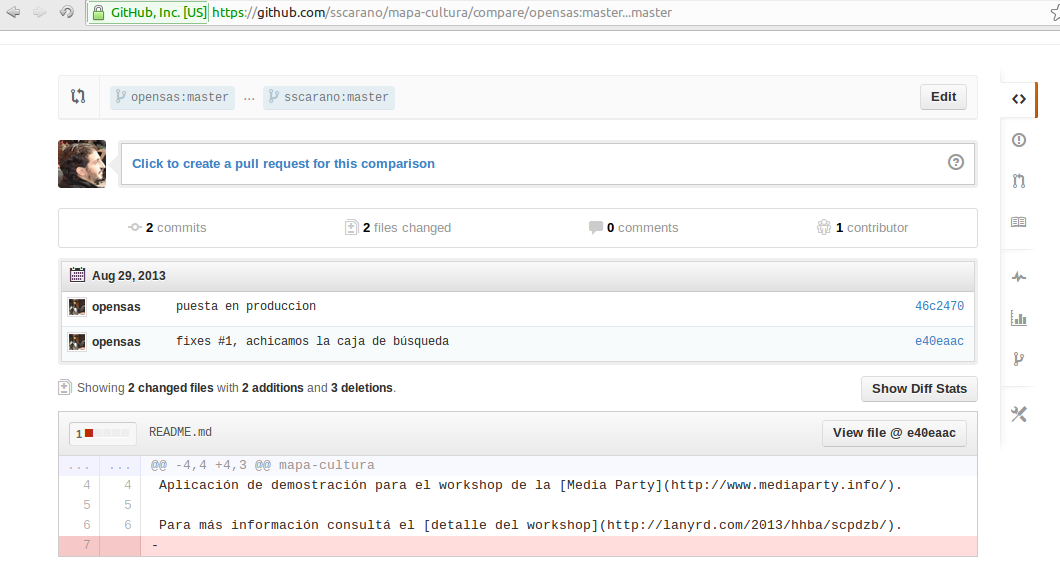 GitHub, Inc. [US] https://github.com/sscarano/mapa-cultura/compare/opensas:master...master
opensas:master ... sscarano:master Edit
Click to create a pull request for this comparison ?
2 commits 2 files changed 0 comments 1 contributor
Aug 29, 2013
opensas puesta en produccion 46c2470
opensas fixes #1, achicamos la caja de búsqueda e40eaac
Showing 2 changed files with 2 additions and 3 deletions. Show Diff Stats
1 README.md View file @ e40eaac
... ... @@ -4,4 +4,3 @@ mapa-cultura
4 4 Aplicación de demostración para el workshop de la [Media Party](http://www.mediaparty.info/).
5 5
6 6 Para más información consultá el [detalle del workshop](http://lanyrd.com/2013/hhba/scpdzb/).
7 -